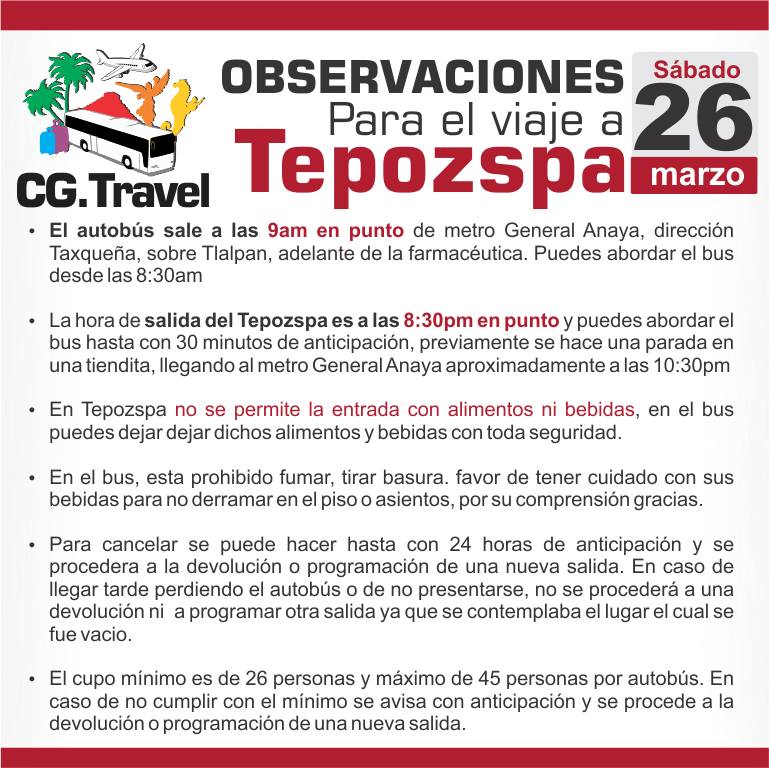 OBSERVACIONES
Para el viaje a
Tepozspa
Sábado
26
marzo
CG.Travel
• El autobús sale a las 9am en punto de metro General Anaya, dirección
Taxqueña, sobre Tlalpan, adelante de la farmacéutica. Puedes abordar el bus
desde las 8:30am
• La hora de salida del Tepozspa es a las 8:30pm en punto y puedes abordar el
bus hasta con 30 minutos de anticipación, previamente se hace una parada en
una tiendita, llegando al metro General Anaya aproximadamente a las 10:30pm
• En Tepozspa no se permite la entrada con alimentos ni bebidas, en el bus
puedes dejar dejar dichos alimentos y bebidas con toda seguridad.
• En el bus, esta prohibido fumar, tirar basura. favor de tener cuidado con sus
bebidas para no derramar en el piso o asientos, por su comprensión gracias.
• Para cancelar se puede hacer hasta con 24 horas de anticipación y se
procedera a la devolución o programación de una nueva salida. En caso de
llegar tarde perdiendo el autobús o de no presentarse, no se procederá a una
devolución ni a programar otra salida ya que se contemplaba el lugar el cual se
fue vacio.
• El cupo mínimo es de 26 personas y máximo de 45 personas por autobús. En
caso de no cumplir con el mínimo se avisa con anticipación y se procede a la
devolución o programación de una nueva salida.